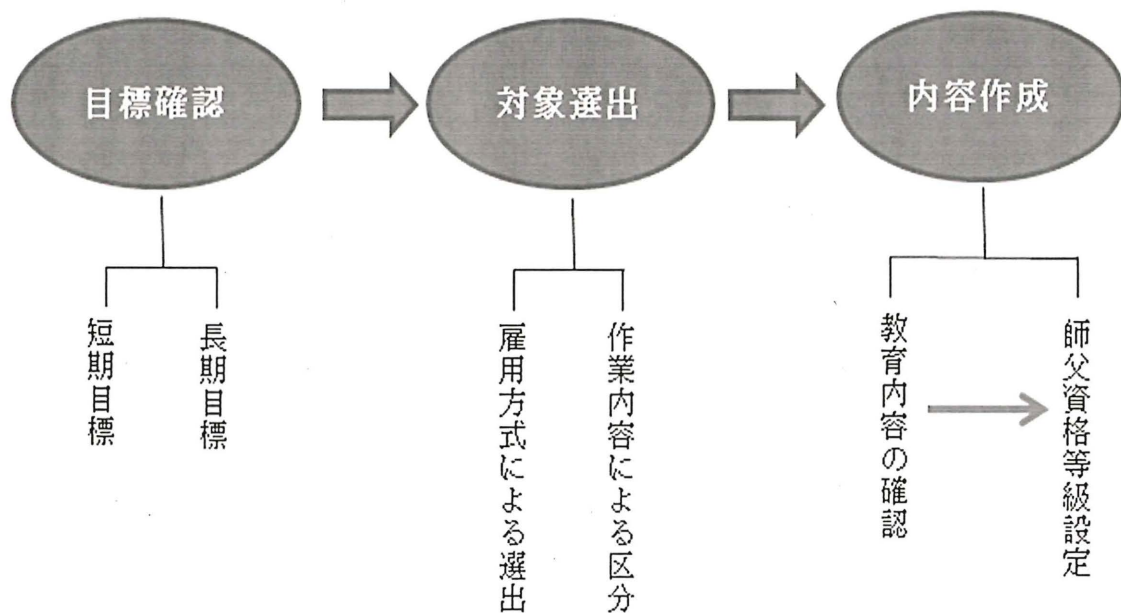 目標確認
対象選出
内容作成
短期目標
長期目標
雇用方式による選出
作業内容による区分
教育内容の確認
師父資格等級設定